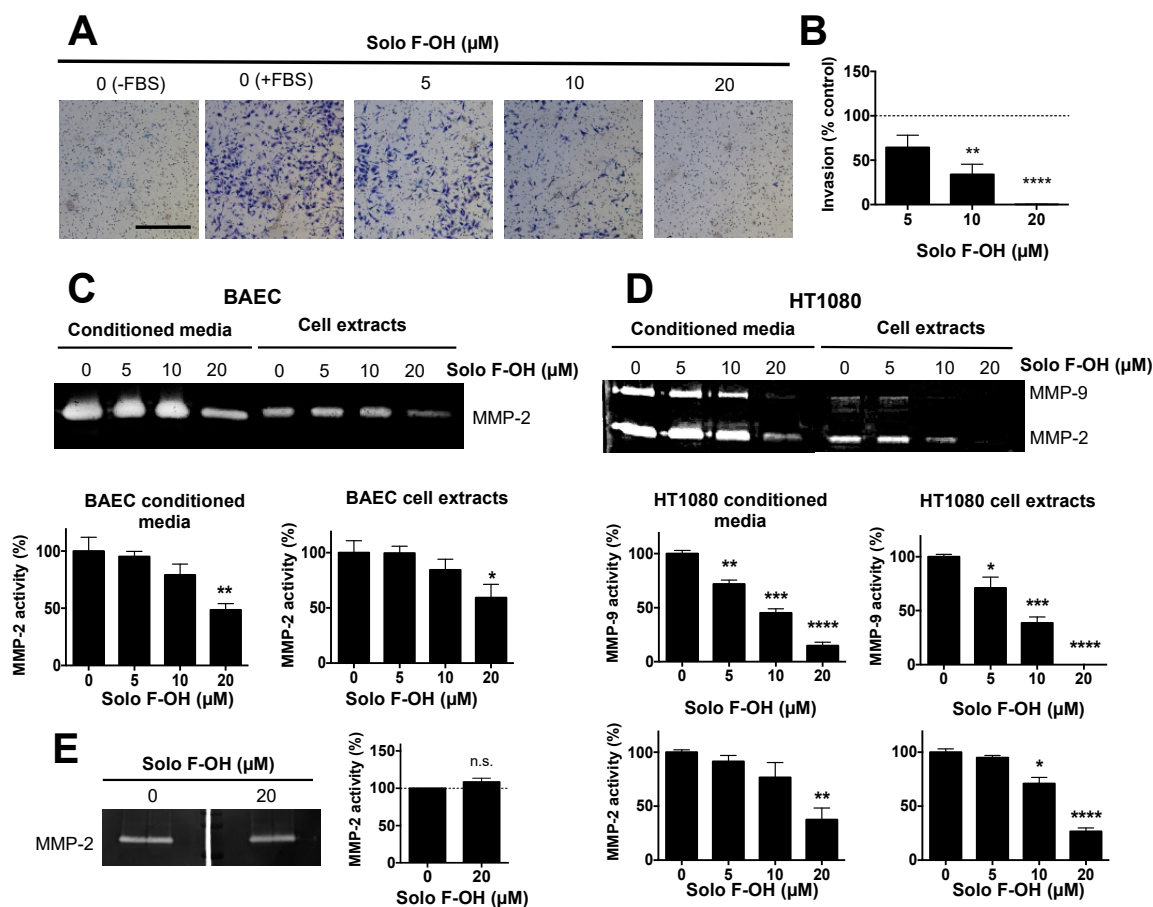 A
Solo F-OH (µM)
0 (-FBS) 0 (+FBS) 5 10 20
B
Invasion (% control)
150
100
50
0
** ****
5 10 20
Solo F-OH (µM)
C
BAEC
Conditioned media Cell extracts
0 5 10 20 0 5 10 20 Solo F-OH (µM)
MMP-2
BAEC conditioned
media
MMP-2 activity (%)
100
50
0
**
0 5 10 20
Solo F-OH (µM)
BAEC cell extracts
MMP-2 activity (%)
100
50
0
*
0 5 10 20
Solo F-OH (µM)
D
HT1080
Conditioned media Cell extracts
0 5 10 20 0 5 10 20 Solo F-OH (µM)
MMP-9
MMP-2
HT1080 conditioned
media
MMP-9 activity (%)
100
50
0
** *** ****
0 5 10 20
Solo F-OH (µM)
HT1080 cell extracts
MMP-9 activity (%)
100
50
0
* *** ****
0 5 10 20
Solo F-OH (µM)
MMP-2 activity (%)
100
50
0
**
0 5 10 20
Solo F-OH (µM)
MMP-2 activity (%)
100
50
0
* ****
0 5 10 20
Solo F-OH (µM)
E
Solo F-OH (µM)
0 20
MMP-2
MMP-2 activity (%)
150
100
50
0
n.s.
0 20
Solo F-OH (µM)